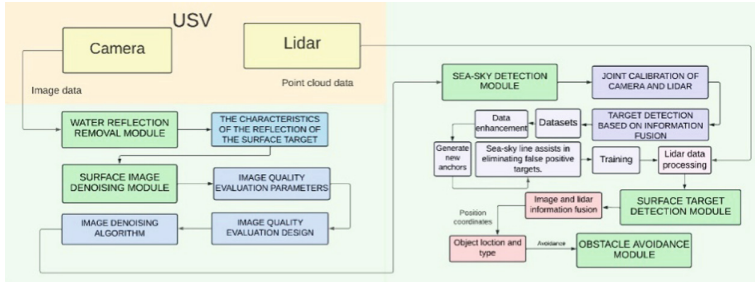 USV
Camera
Lidar
Image data
Point cloud data
WATER REFLECTION
REMOVAL MODULE
THE CHARACTERISTICS
OF THE REFLECTION OF
THE SURFACE TARGET
SURFACE IMAGE
DENOISING MODULE
IMAGE QUALITY
EVALUATION PARAMETERS
IMAGE DENOISING
ALGORITHM
IMAGE QUALITY
EVALUATION DESIGN
SEA-SKY DETECTION
MODULE
JOINT CALIBRATION OF
CAMERA AND LIDAR
TARGET DETECTION
BASED ON INFORMATION
FUSION
Datasets
Data
enhancement
Generate
new
anchors
Sea-sky line assists in
eliminating false positive
targets.
Training
Lidar data
processing
SURFACE TARGET
DETECTION MODULE
Image and lidar
information fusion
Position
coordinates
Object loction and
type
Avoidance
OBSTACLE AVOIDANCE
MODULE